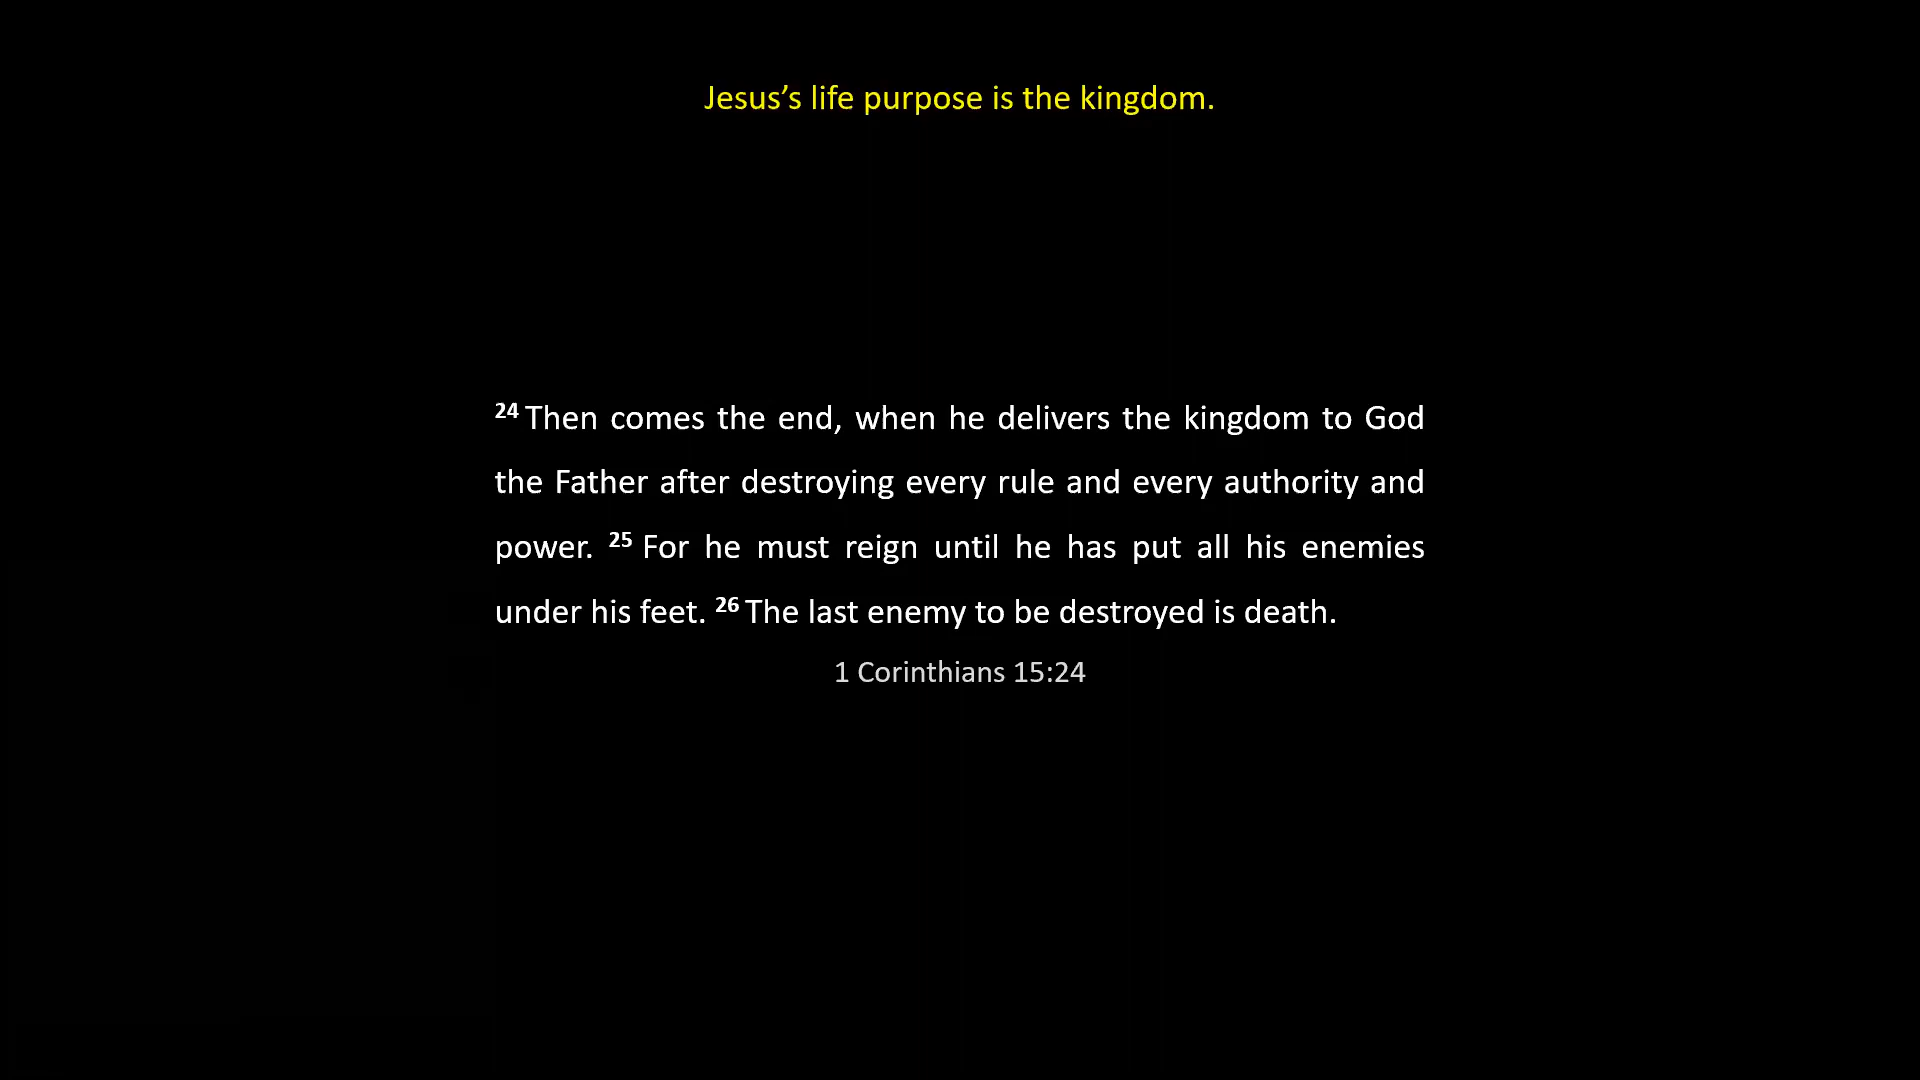 Jesus’s life purpose is the kingdom.
24 Then comes the end, when he delivers the kingdom to God
the Father after destroying every rule and every authority and
power. 25 For he must reign until he has put all his enemies
under his feet. 26 The last enemy to be destroyed is death.
1 Corinthians 15:24